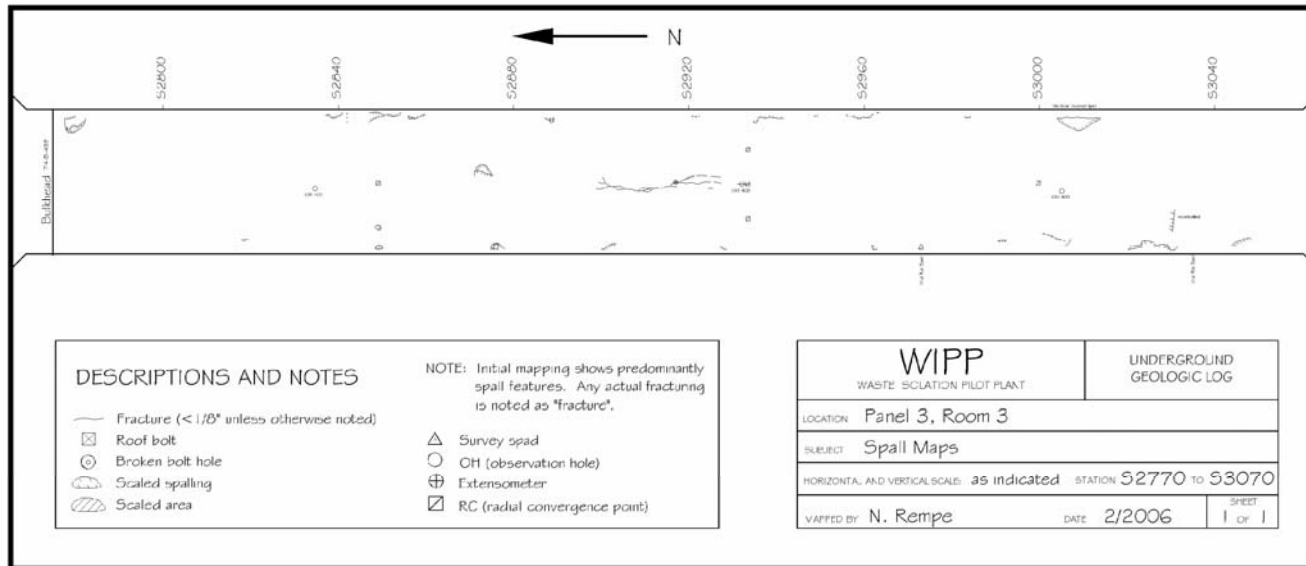 N
S2800
S2840
S2880
S2920
S2960
S3000
S3040
Bulkhead
DESCRIPTIONS AND NOTES
Fracture (<1/8" unless otherwise noted)
Roof bolt
Broken bolt hole
Scaled spalling
Scaled area
NOTE: Initial mapping shows predominantly
spall features. Any actual fracturing
is noted as "fracture".
Survey spad
OH (observation hole)
Extensometer
RC (radial convergence point)
WIPP
WASTE ISOLATION PILOT PLANT
UNDERGROUND
GEOLOGIC LOG
LOCATION Panel 3, Room 3
SUBJECT Spall Maps
HORIZONTAL AND VERTICAL SCALE: as indicated STATION S2770 TO S3070
MAPPED BY N. Rempe DATE 2/2006
SHEET
1 OF 1